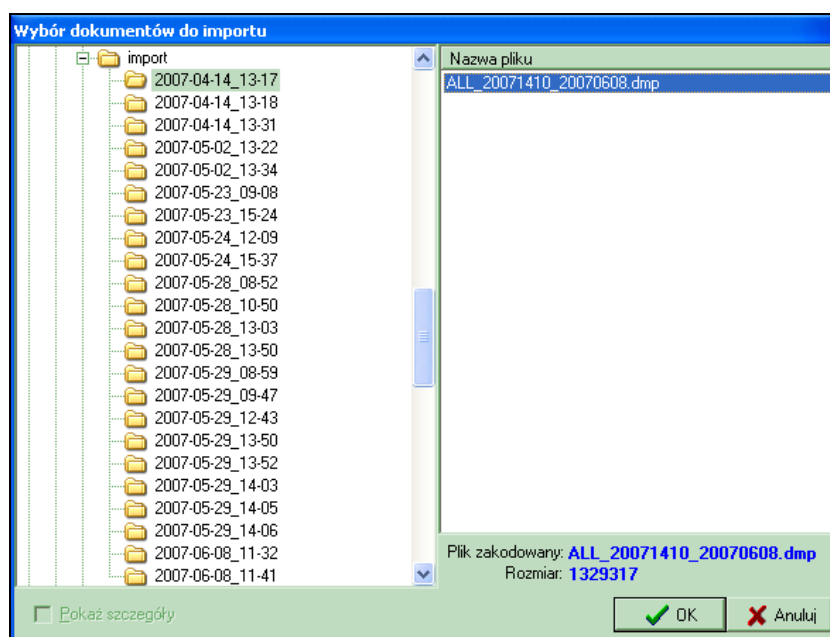 Wybór dokumentów do importu
import
2007-04-14_13-17
2007-04-14_13-18
2007-04-14_13-31
2007-05-02_13-22
2007-05-02_13-34
2007-05-23_09-08
2007-05-23_15-24
2007-05-24_12-09
2007-05-24_15-37
2007-05-28_08-52
2007-05-28_10-50
2007-05-28_13-03
2007-05-28_13-50
2007-05-29_08-59
2007-05-29_09-47
2007-05-29_12-43
2007-05-29_13-50
2007-05-29_13-52
2007-05-29_14-03
2007-05-29_14-05
2007-05-29_14-06
2007-06-08_11-32
2007-06-08_11-41
Nazwa pliku
ALL_20071410_20070608.dmp
Plik zakodowany: ALL_20071410_20070608.dmp
Rozmiar: 1329317
Pokaż szczegóły
OK
Anuluj